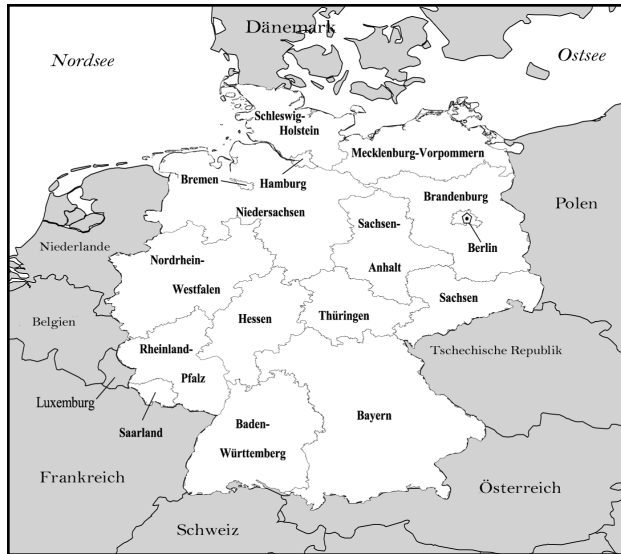 Dänemark
Nordsee
Ostsee
Schleswig-
Holstein
Mecklenburg-Vorpommern
Bremen
Hamburg
Brandenburg
Polen
Niedersachsen
Sachsen-
Berlin
Niederlande
Nordrhein-
Anhalt
Westfalen
Sachsen
Belgien
Hessen
Thüringen
Rheinland-
Tschechische Republik
Pfalz
Luxemburg
Saarland
Baden-
Bayern
Württemberg
Frankreich
Österreich
Schweiz